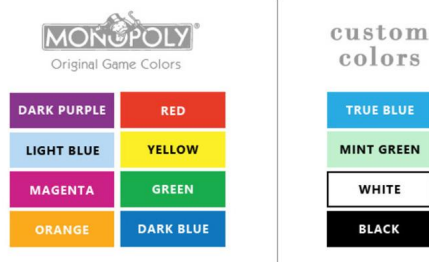 MONOPOLY
Original Game Colors
DARK PURPLE
RED
LIGHT BLUE
YELLOW
MAGENTA
GREEN
ORANGE
DARK BLUE
custom
colors
TRUE BLUE
MINT GREEN
WHITE
BLACK